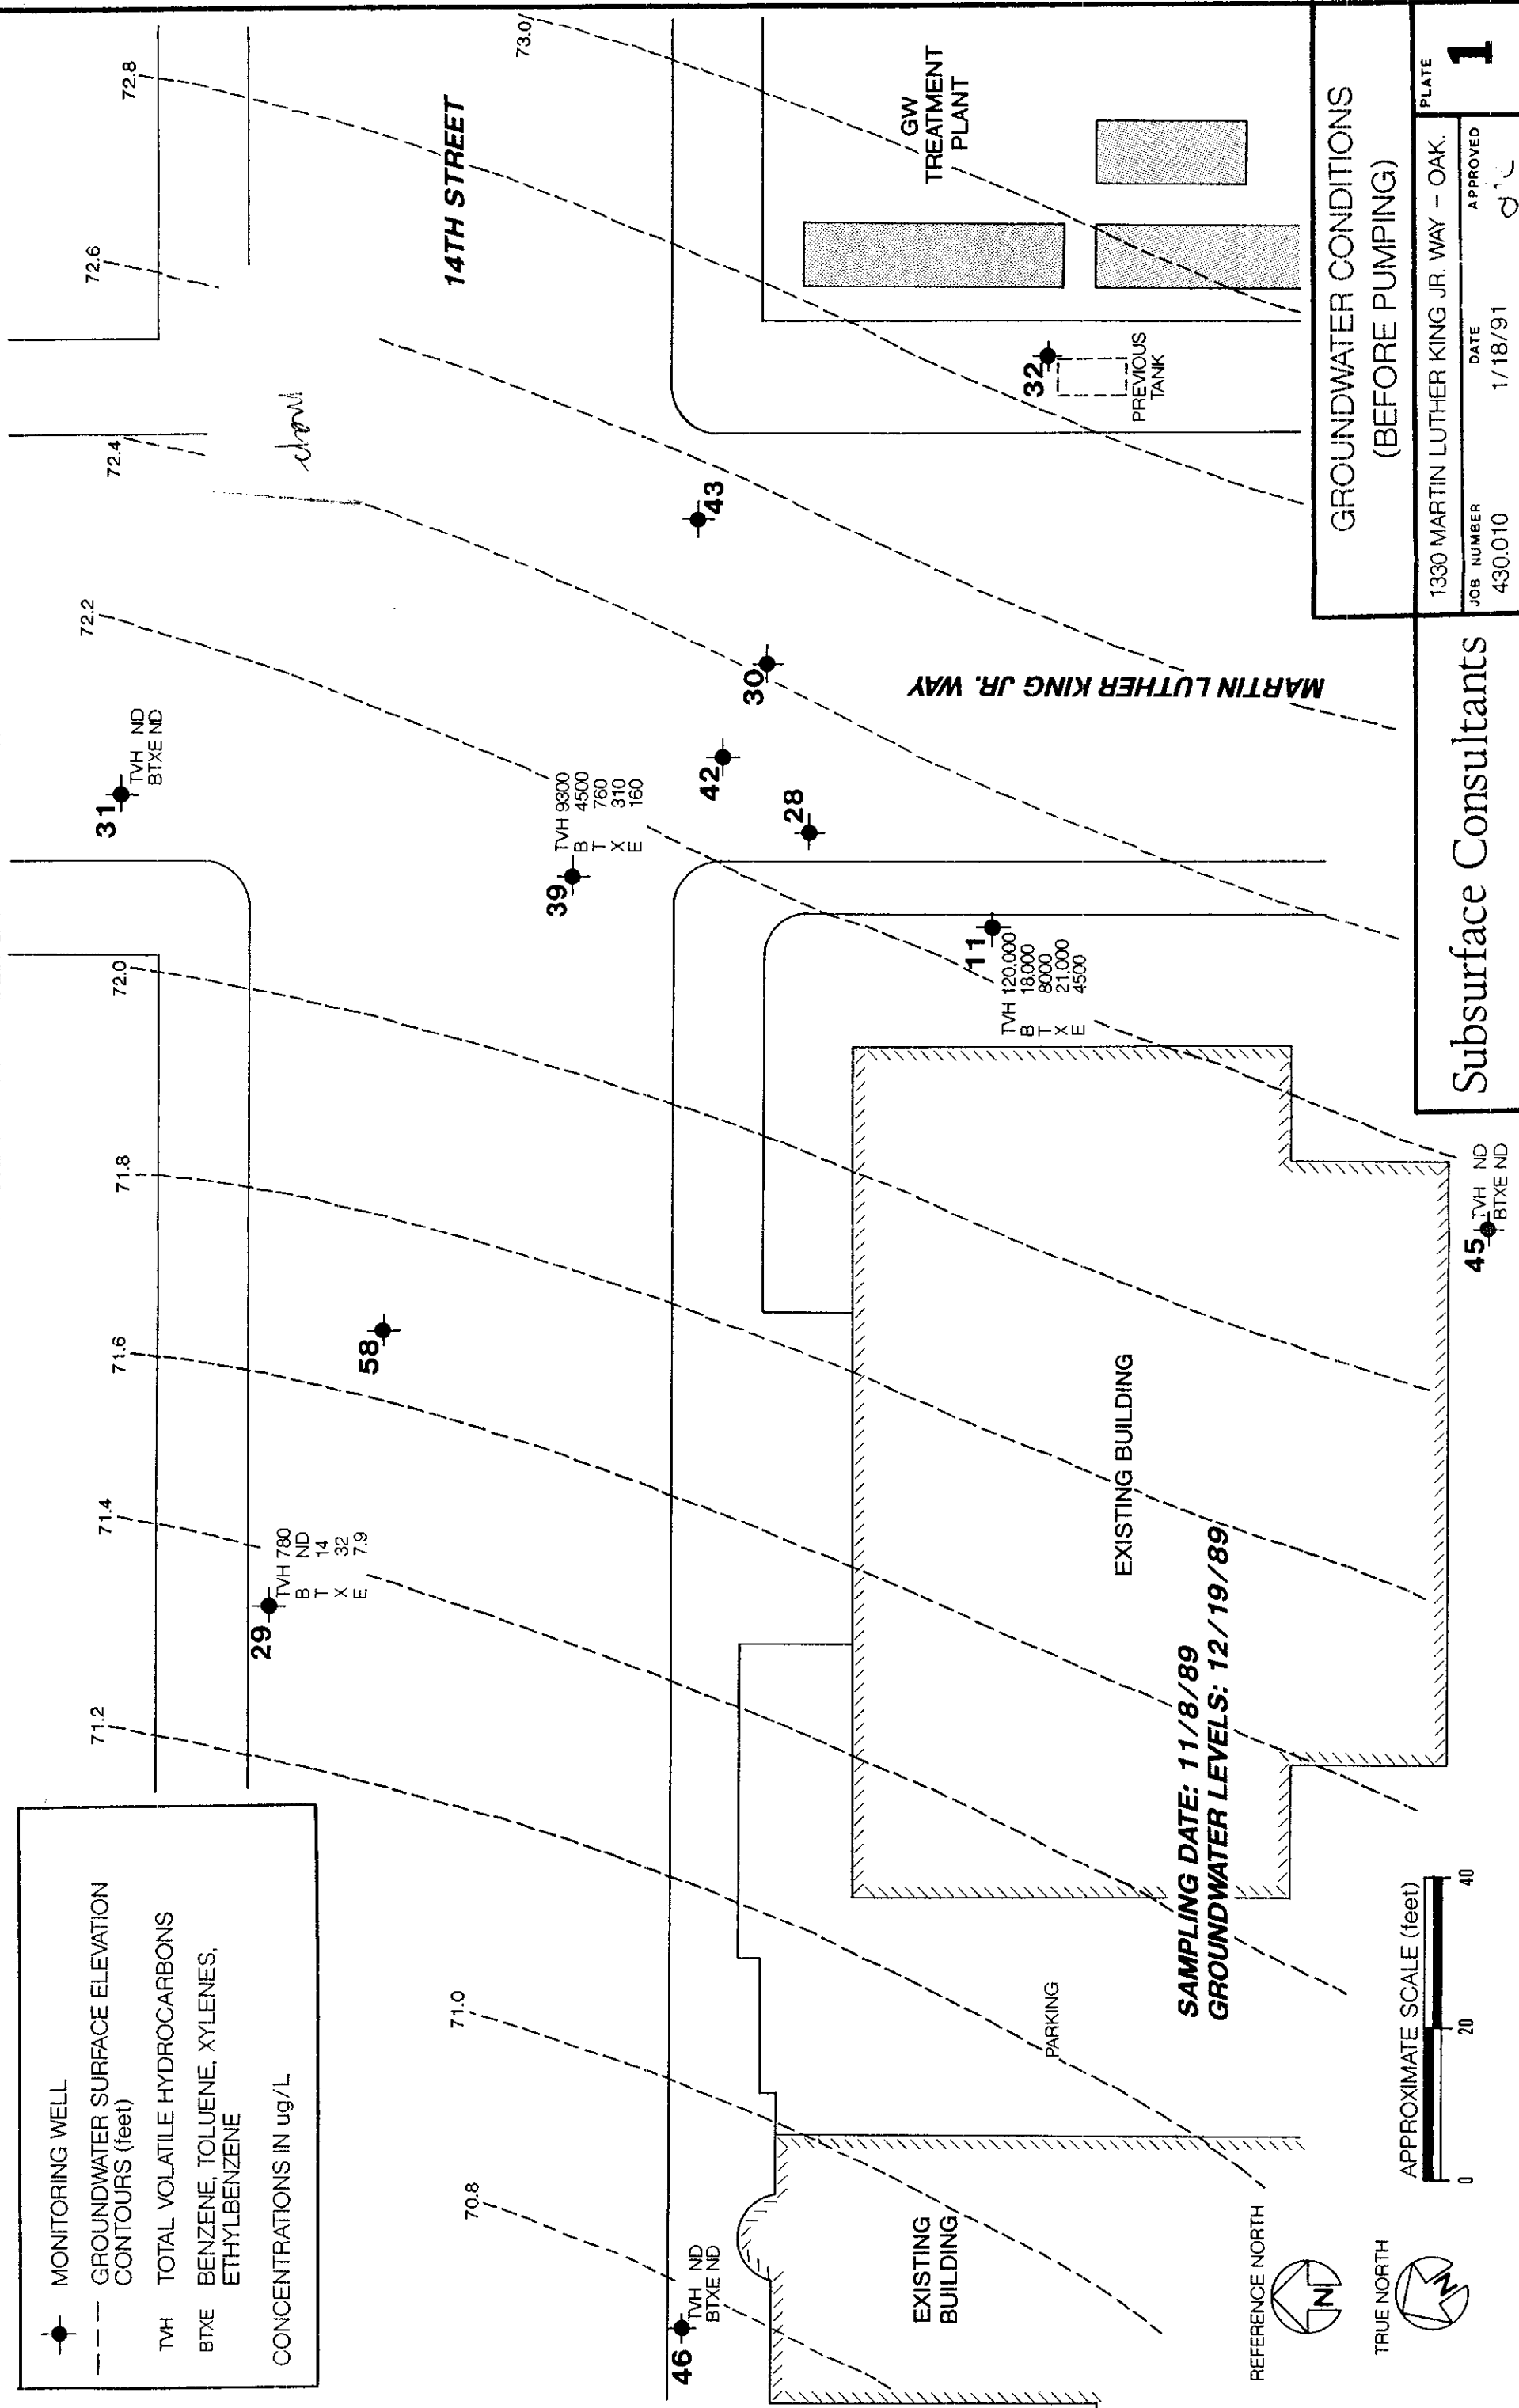 MONITORING WELL
GROUNDWATER SURFACE ELEVATION
CONTOURS (feet)
TVH TOTAL VOLATILE HYDROCARBONS
BTXE BENZENE, TOLUENE, XYLENES,
ETHYLBENZENE
CONCENTRATIONS IN ug/L
71.2
71.4
71.6
71.8
72.0
72.2
72.4
72.6
72.8
73.0
71.0
70.8
31
TVH ND
BTXE ND
14TH STREET
29
TVH 780
B ND
T 14
X 32
E 7.9
58
39
TVH 9300
B 4500
T 760
X 310
E 160
43
42
30
28
46
TVH ND
BTXE ND
11
TVH 120,000
B 18,000
T 8000
X 21,000
E 4500
32
PREVIOUS
TANK
GW
TREATMENT
PLANT
MARTIN LUTHER KING JR. WAY
EXISTING
BUILDING
PARKING
EXISTING BUILDING
SAMPLING DATE: 11/8/89
GROUNDWATER LEVELS: 12/19/89
45
TVH ND
BTXE ND
REFERENCE NORTH
N
TRUE NORTH
N
APPROXIMATE SCALE (feet)
0 20 40
GROUNDWATER CONDITIONS
(BEFORE PUMPING)
Subsurface Consultants
1330 MARTIN LUTHER KING JR. WAY - OAK.
JOB NUMBER
430.010
DATE
1/18/91
APPROVED
PLATE
1